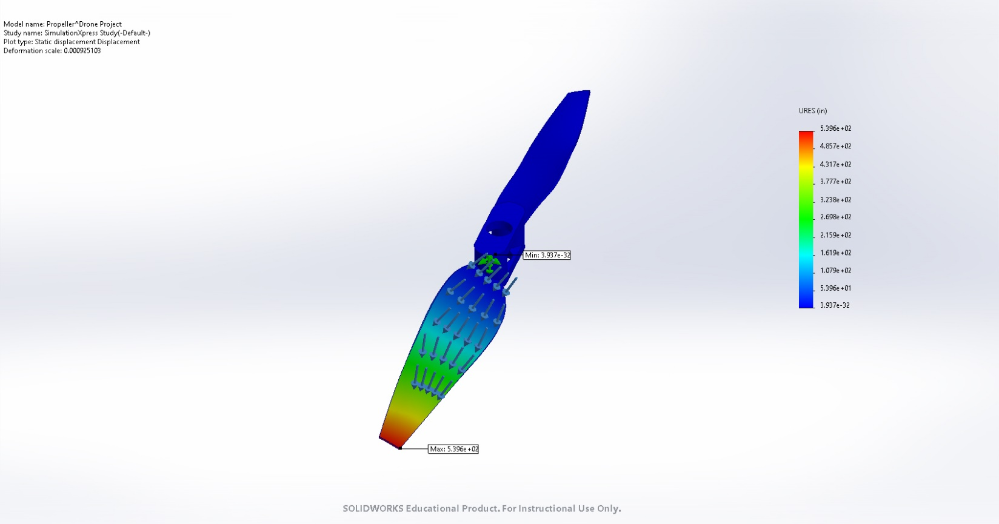 Model name: Propeller^Drone Project
Study name: SimulationXpress Study(-Default-)
Plot type: Static displacement Displacement
Deformation scale: 0.000925103
URES (in)
5.396e+02
4.857e+02
4.317e+02
3.777e+02
3.238e+02
2.698e+02
2.159e+02
1.619e+02
1.079e+02
5.396e+01
3.937e-32
Min: 3.937e-32
Max: 5.396e+02
SOLIDWORKS Educational Product. For Instructional Use Only.